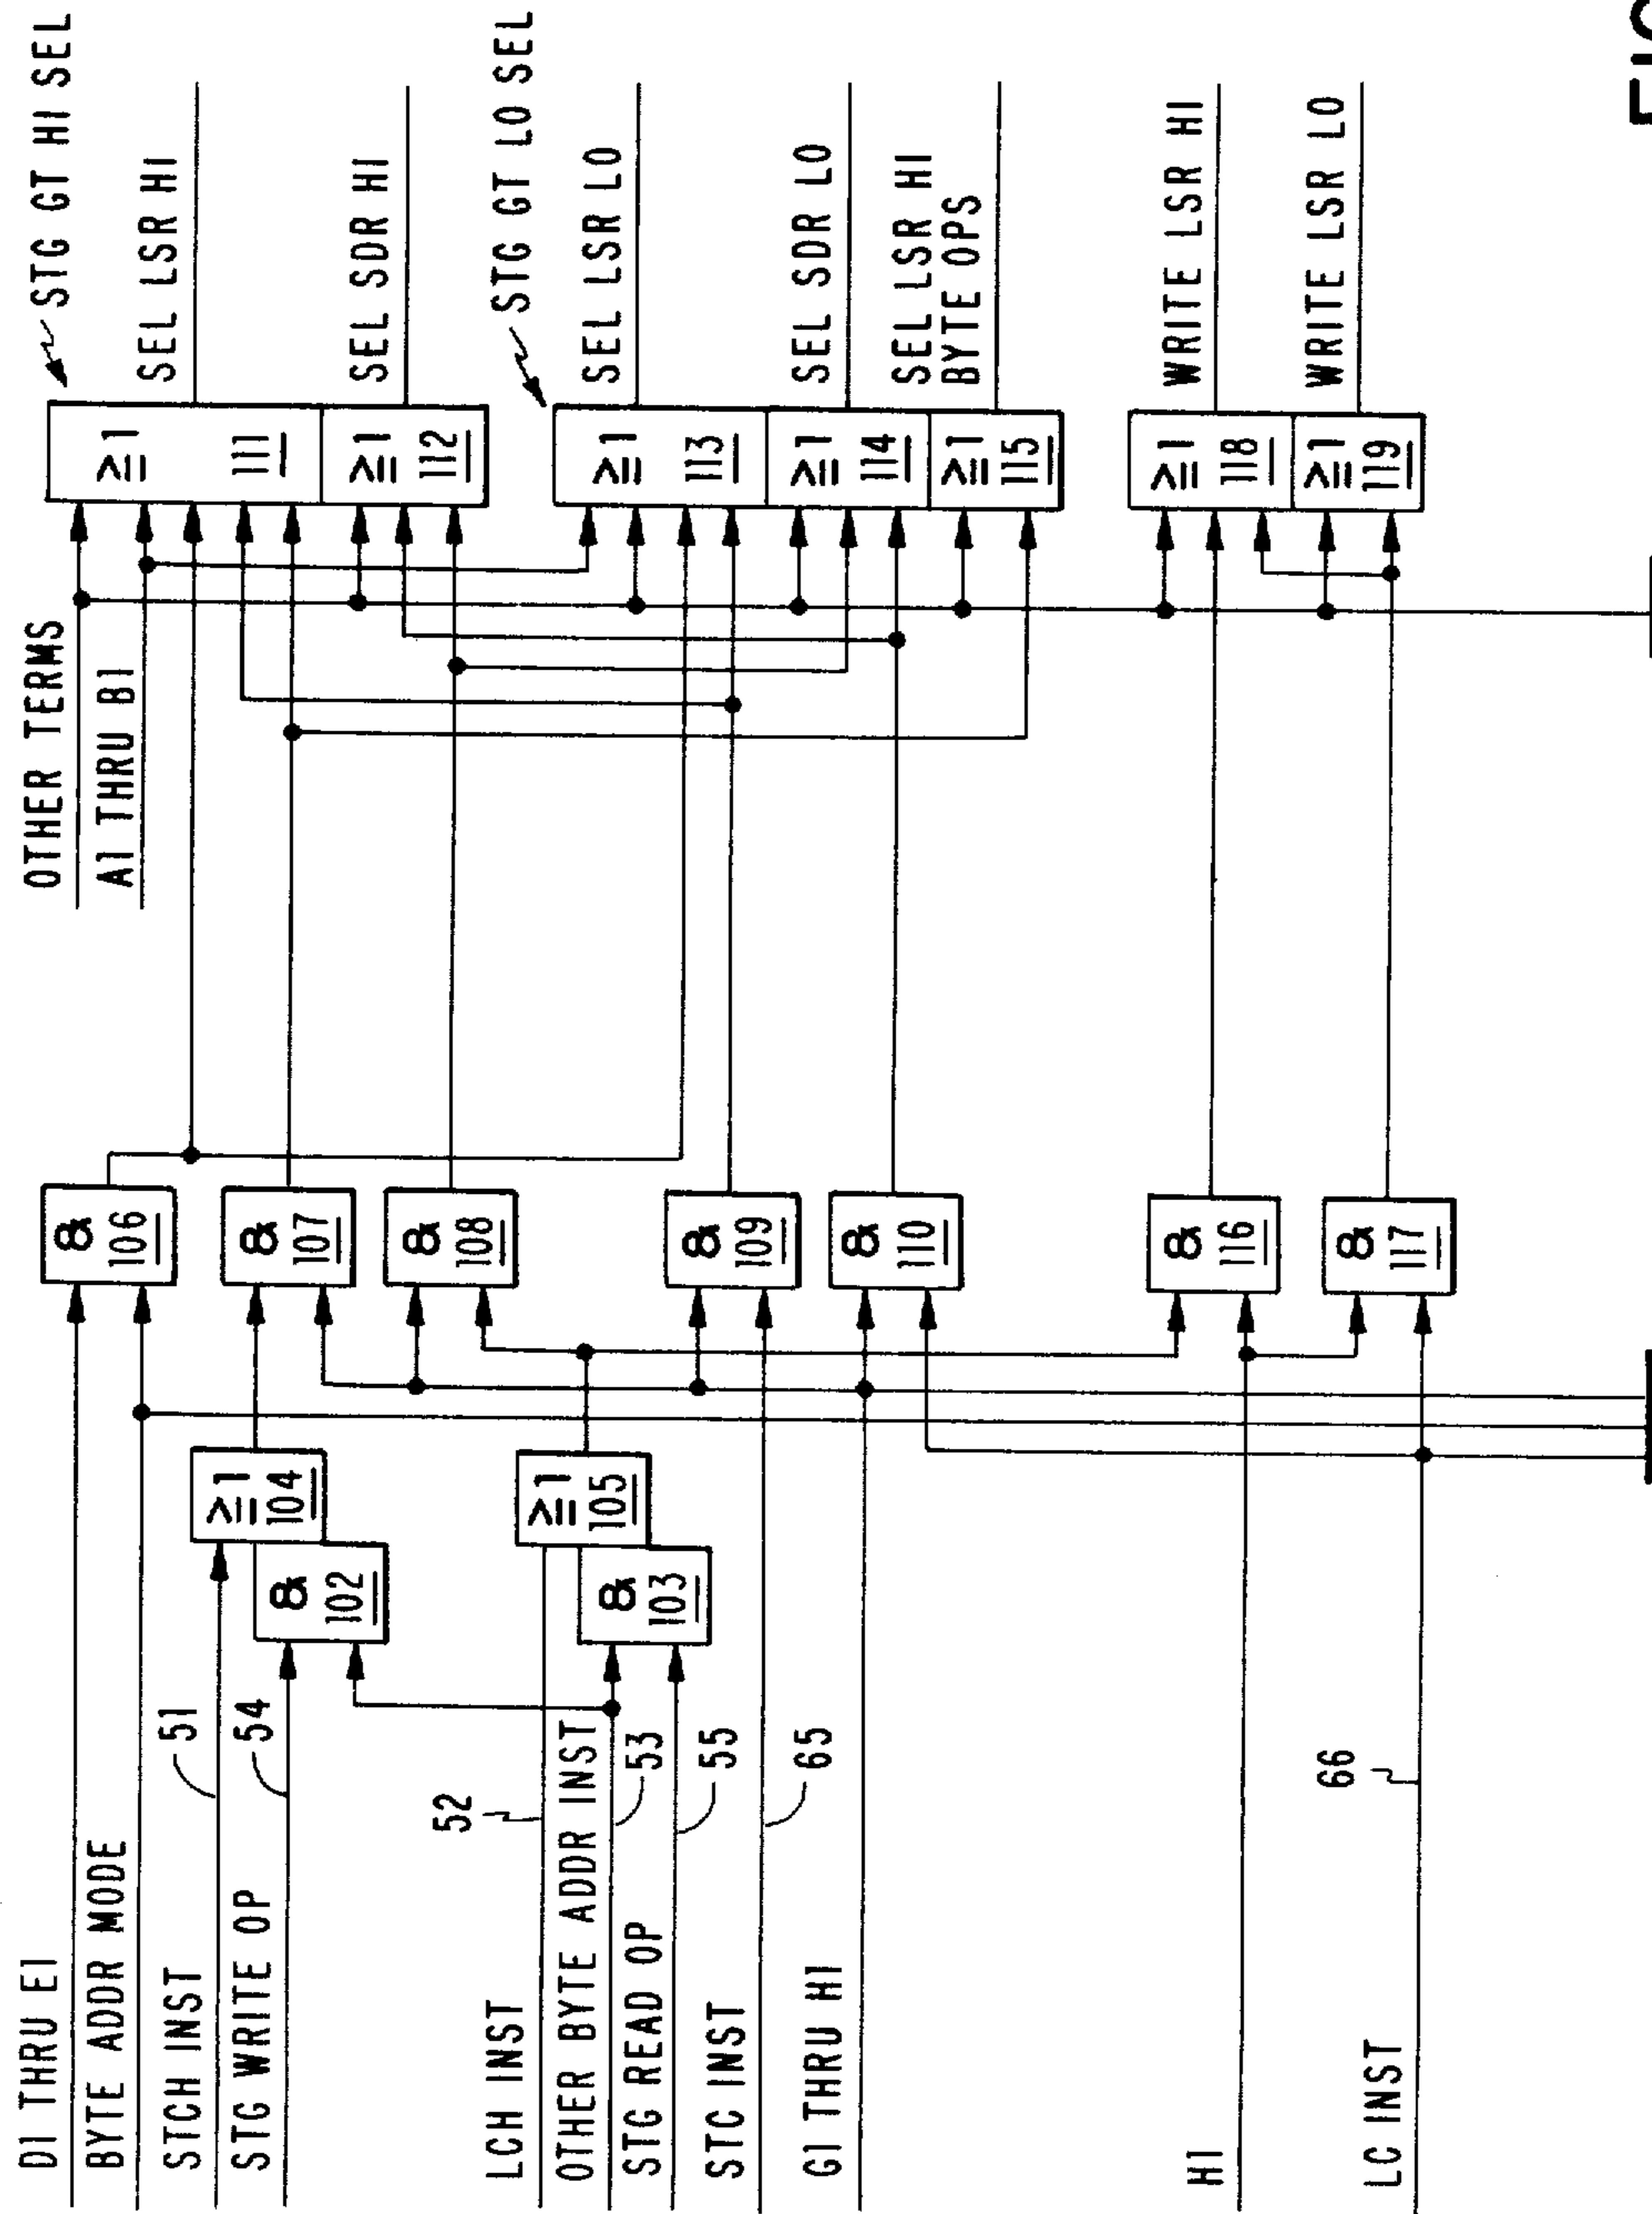 STG GT HI SEL
OTHER TERMS
A1 THRU B1
SEL LSR HI
SEL SDR HI
STG GT LO SEL
SEL LSR LO
SEL SDR LO
SEL LSR HI
BYTE OPS
WRITE LSR HI
WRITE LSR LO
≥1
111
≥1
112
≥1
113
≥1
114
≥1
115
≥1
118
≥1
119
&
106
&
107
&
108
&
109
&
110
&
116
&
117
≥1
104
&
102
≥1
105
&
103
D1 THRU E1
BYTE ADDR MODE
STCH INST
51
STG WRITE OP
54
LCH INST
52
OTHER BYTE ADDR INST
53
STG READ OP
55
STC INST
65
G1 THRU H1
H1
LC INST
66